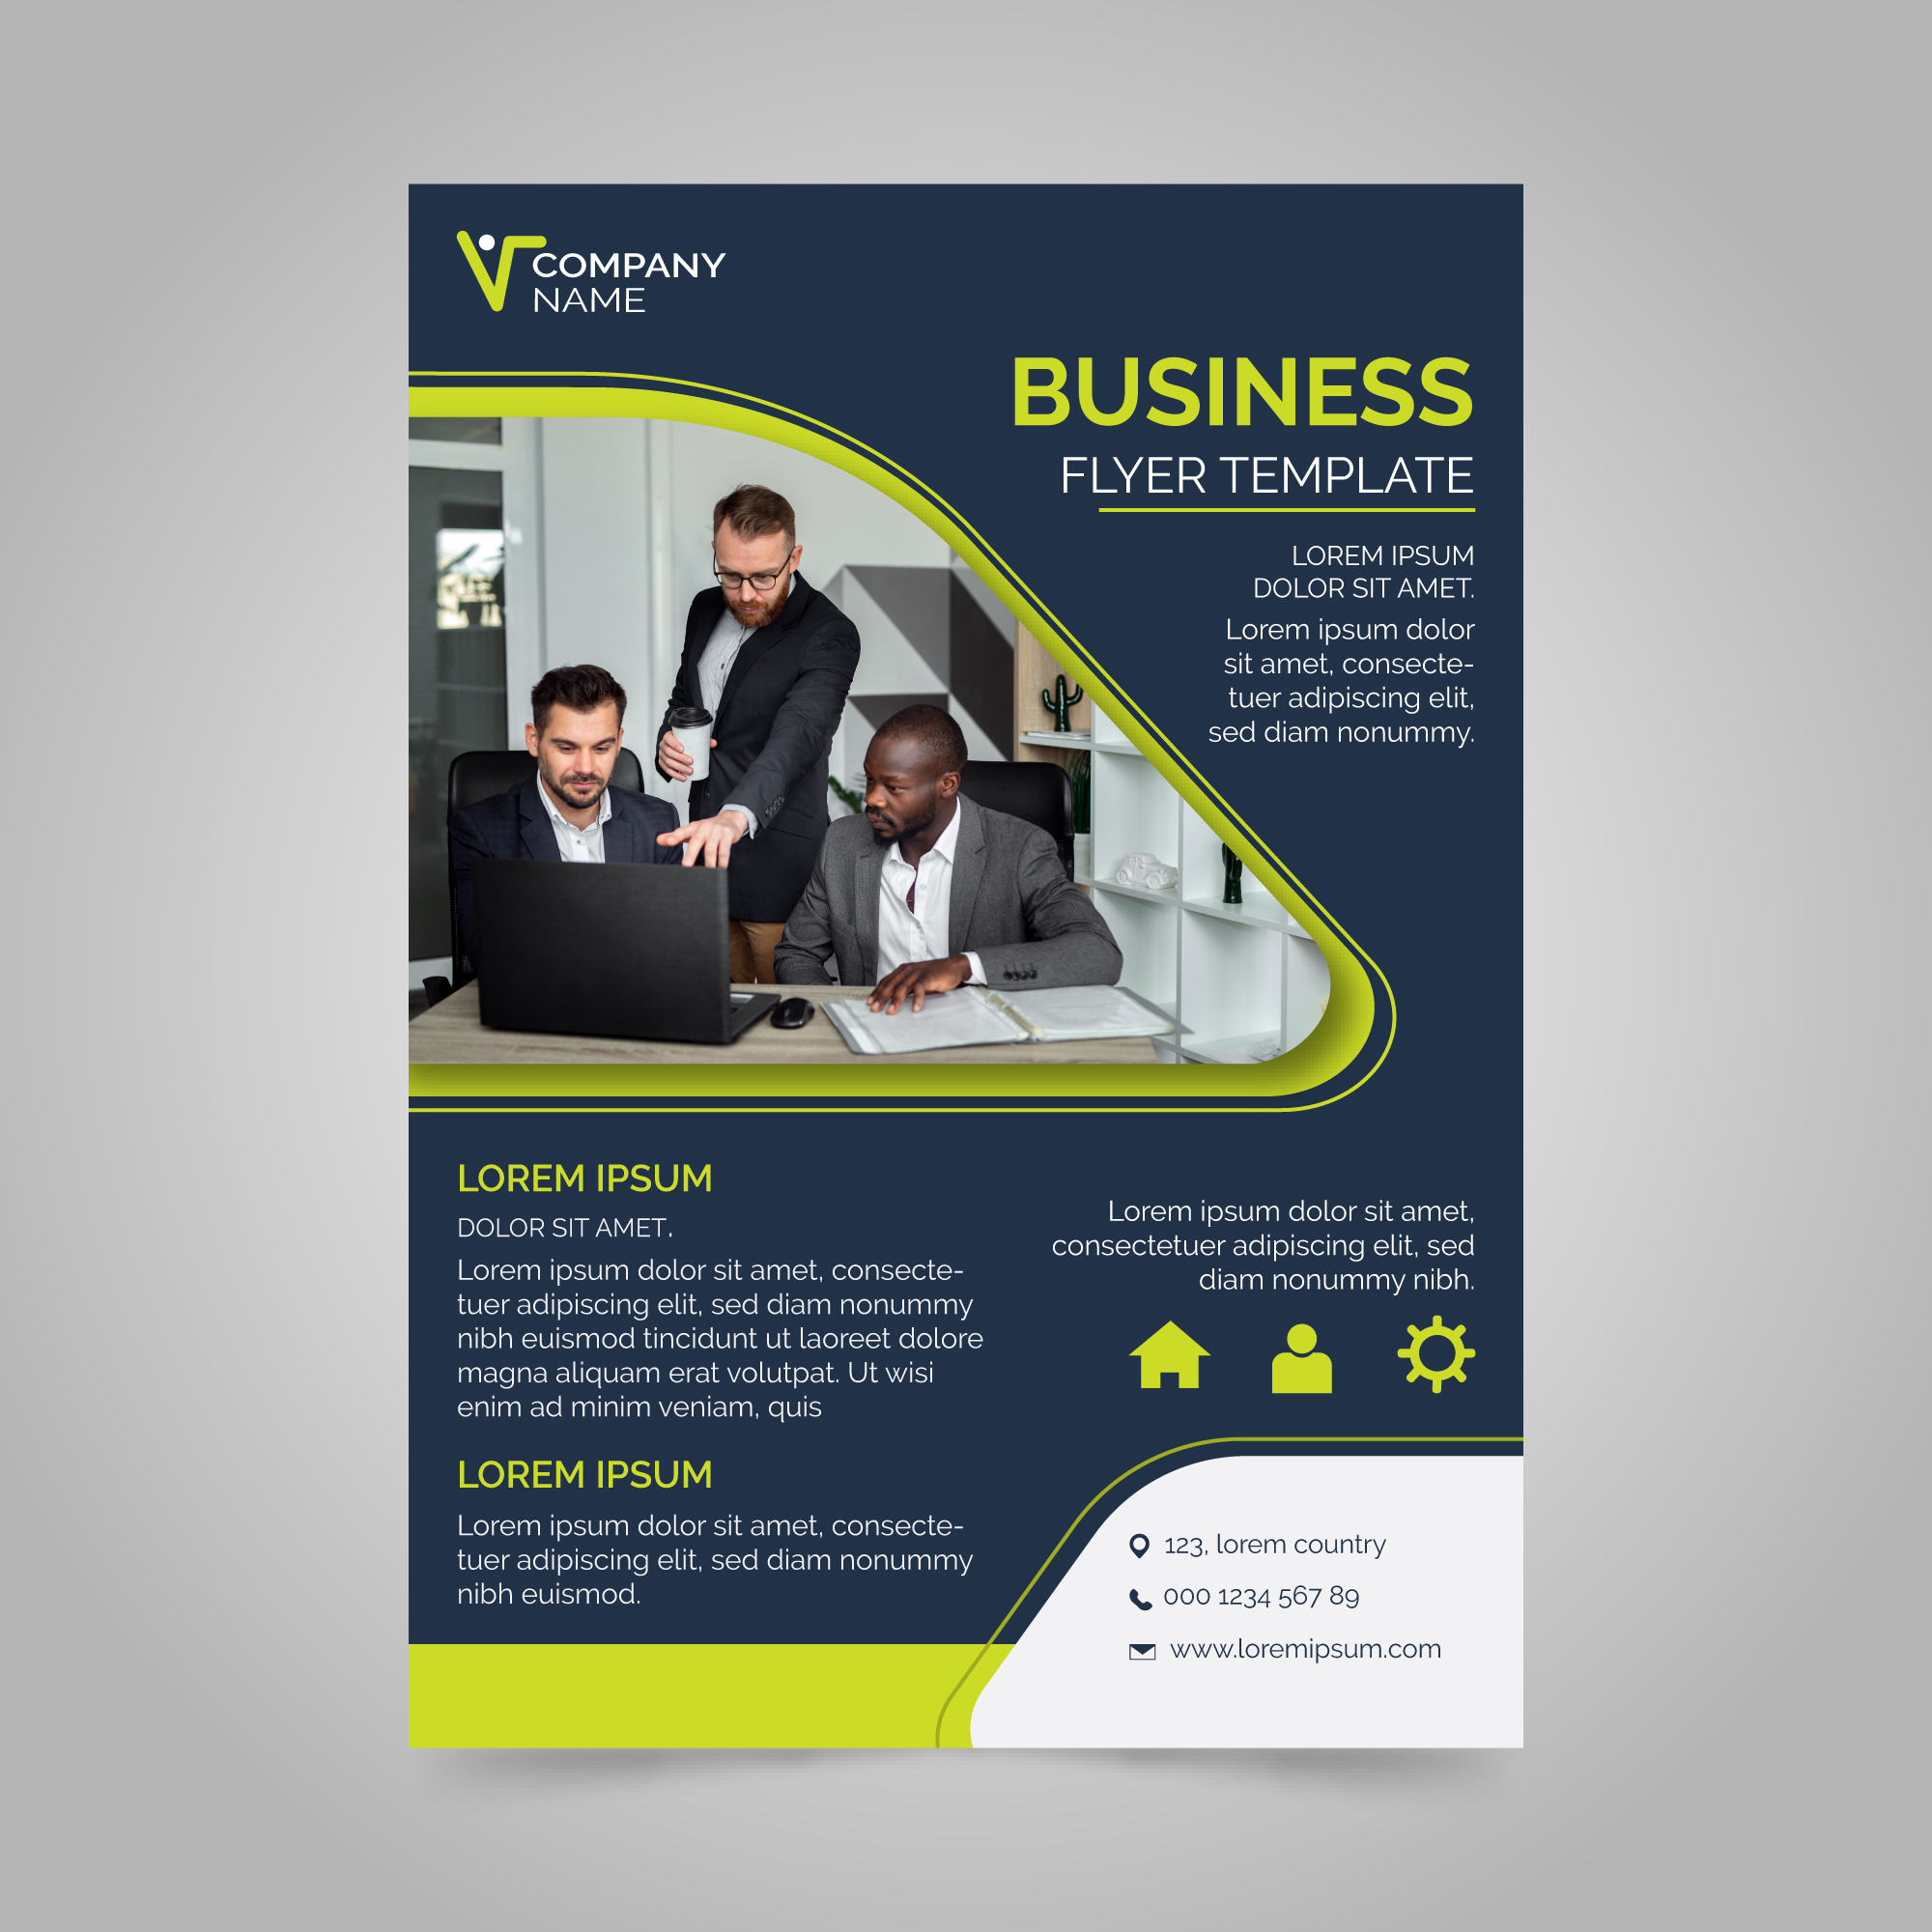 COMPANY
NAME
BUSINESS
FLYER TEMPLATE
LOREM IPSUM
DOLOR SIT AMET.
Lorem ipsum dolor
sit amet, consecte-
tuer adipiscing elit,
sed diam nonummy.
LOREM IPSUM
DOLOR SIT AMET.
Lorem ipsum dolor sit amet, consecte-
tuer adipiscing elit, sed diam nonummy
nibh euismod tincidunt ut laoreet dolore
magna aliquam erat volutpat. Ut wisi
enim ad minim veniam, quis
LOREM IPSUM
Lorem ipsum dolor sit amet, consecte-
tuer adipiscing elit, sed diam nonummy
nibh euismod.
Lorem ipsum dolor sit amet,
consectetuer adipiscing elit, sed
diam nonummy nibh.
123, lorem country
000 1234 567 89
www.loremipsum.com